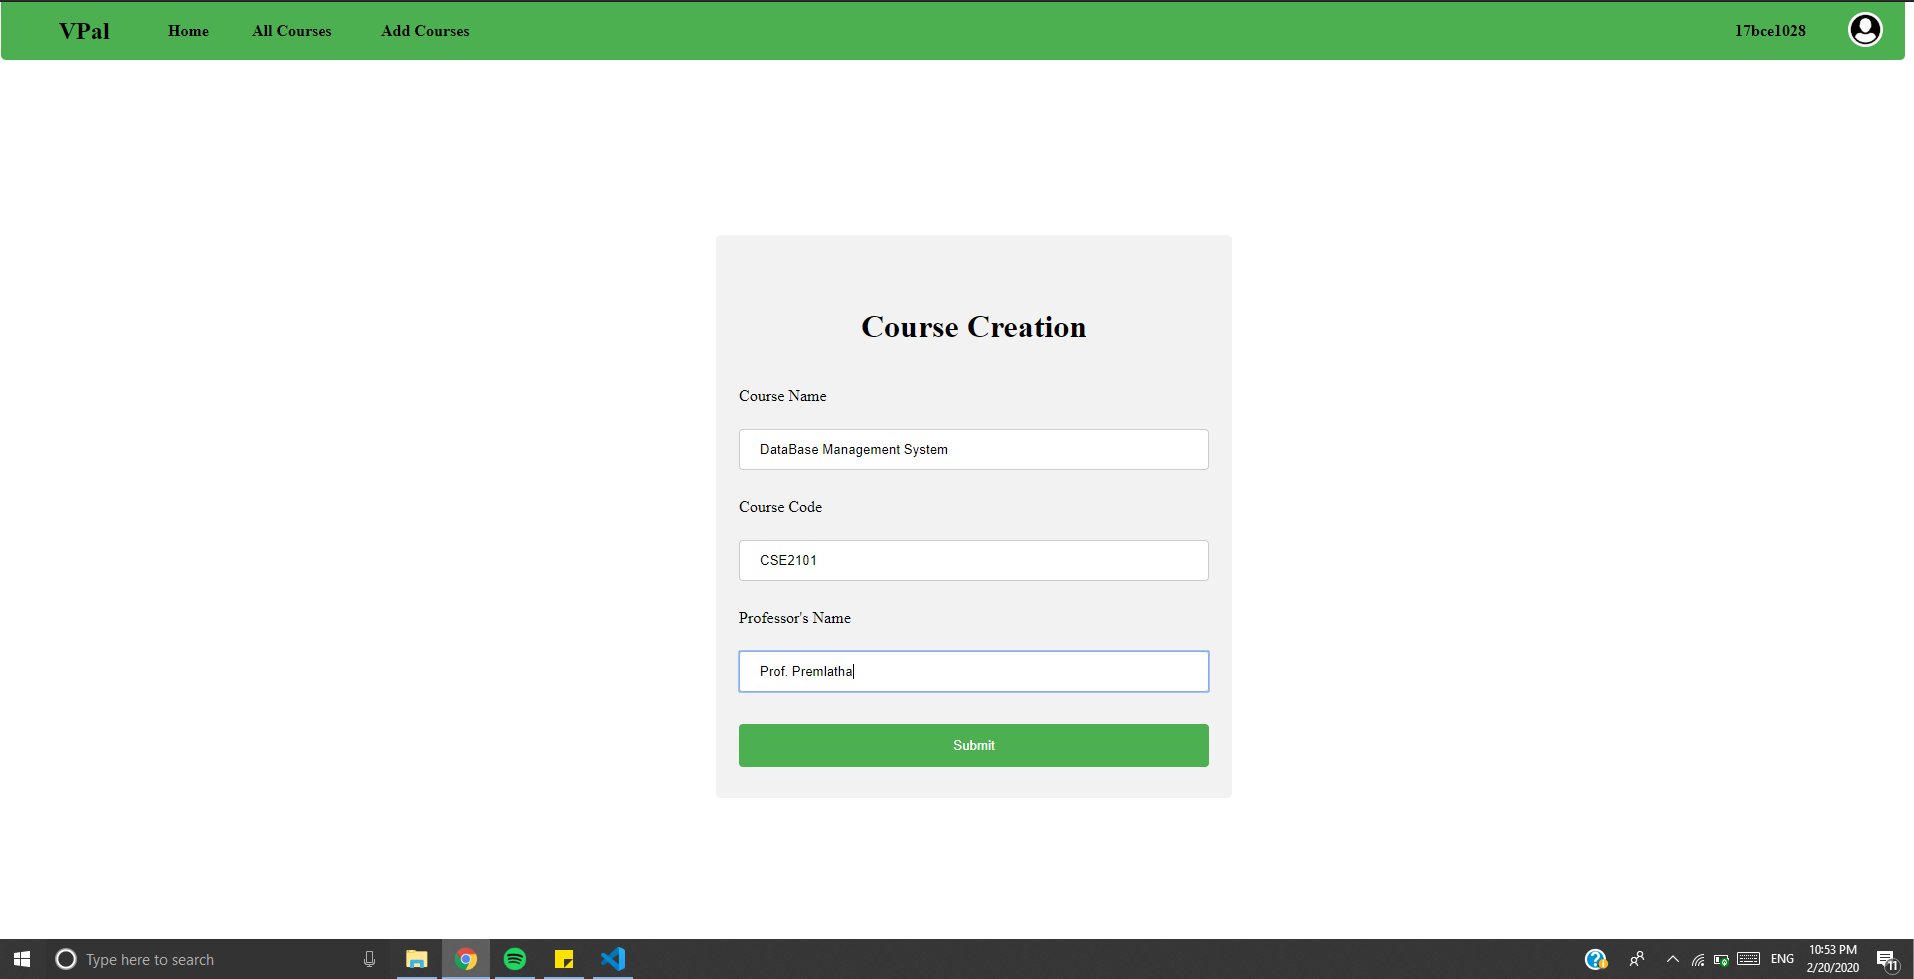 VPal Home All Courses Add Courses 17bce1028
Course Creation
Course Name
DataBase Management System
Course Code
CSE2101
Professor's Name
Prof. Premlatha
Submit
Type here to search
ENG
10:53 PM
2/20/2020
11